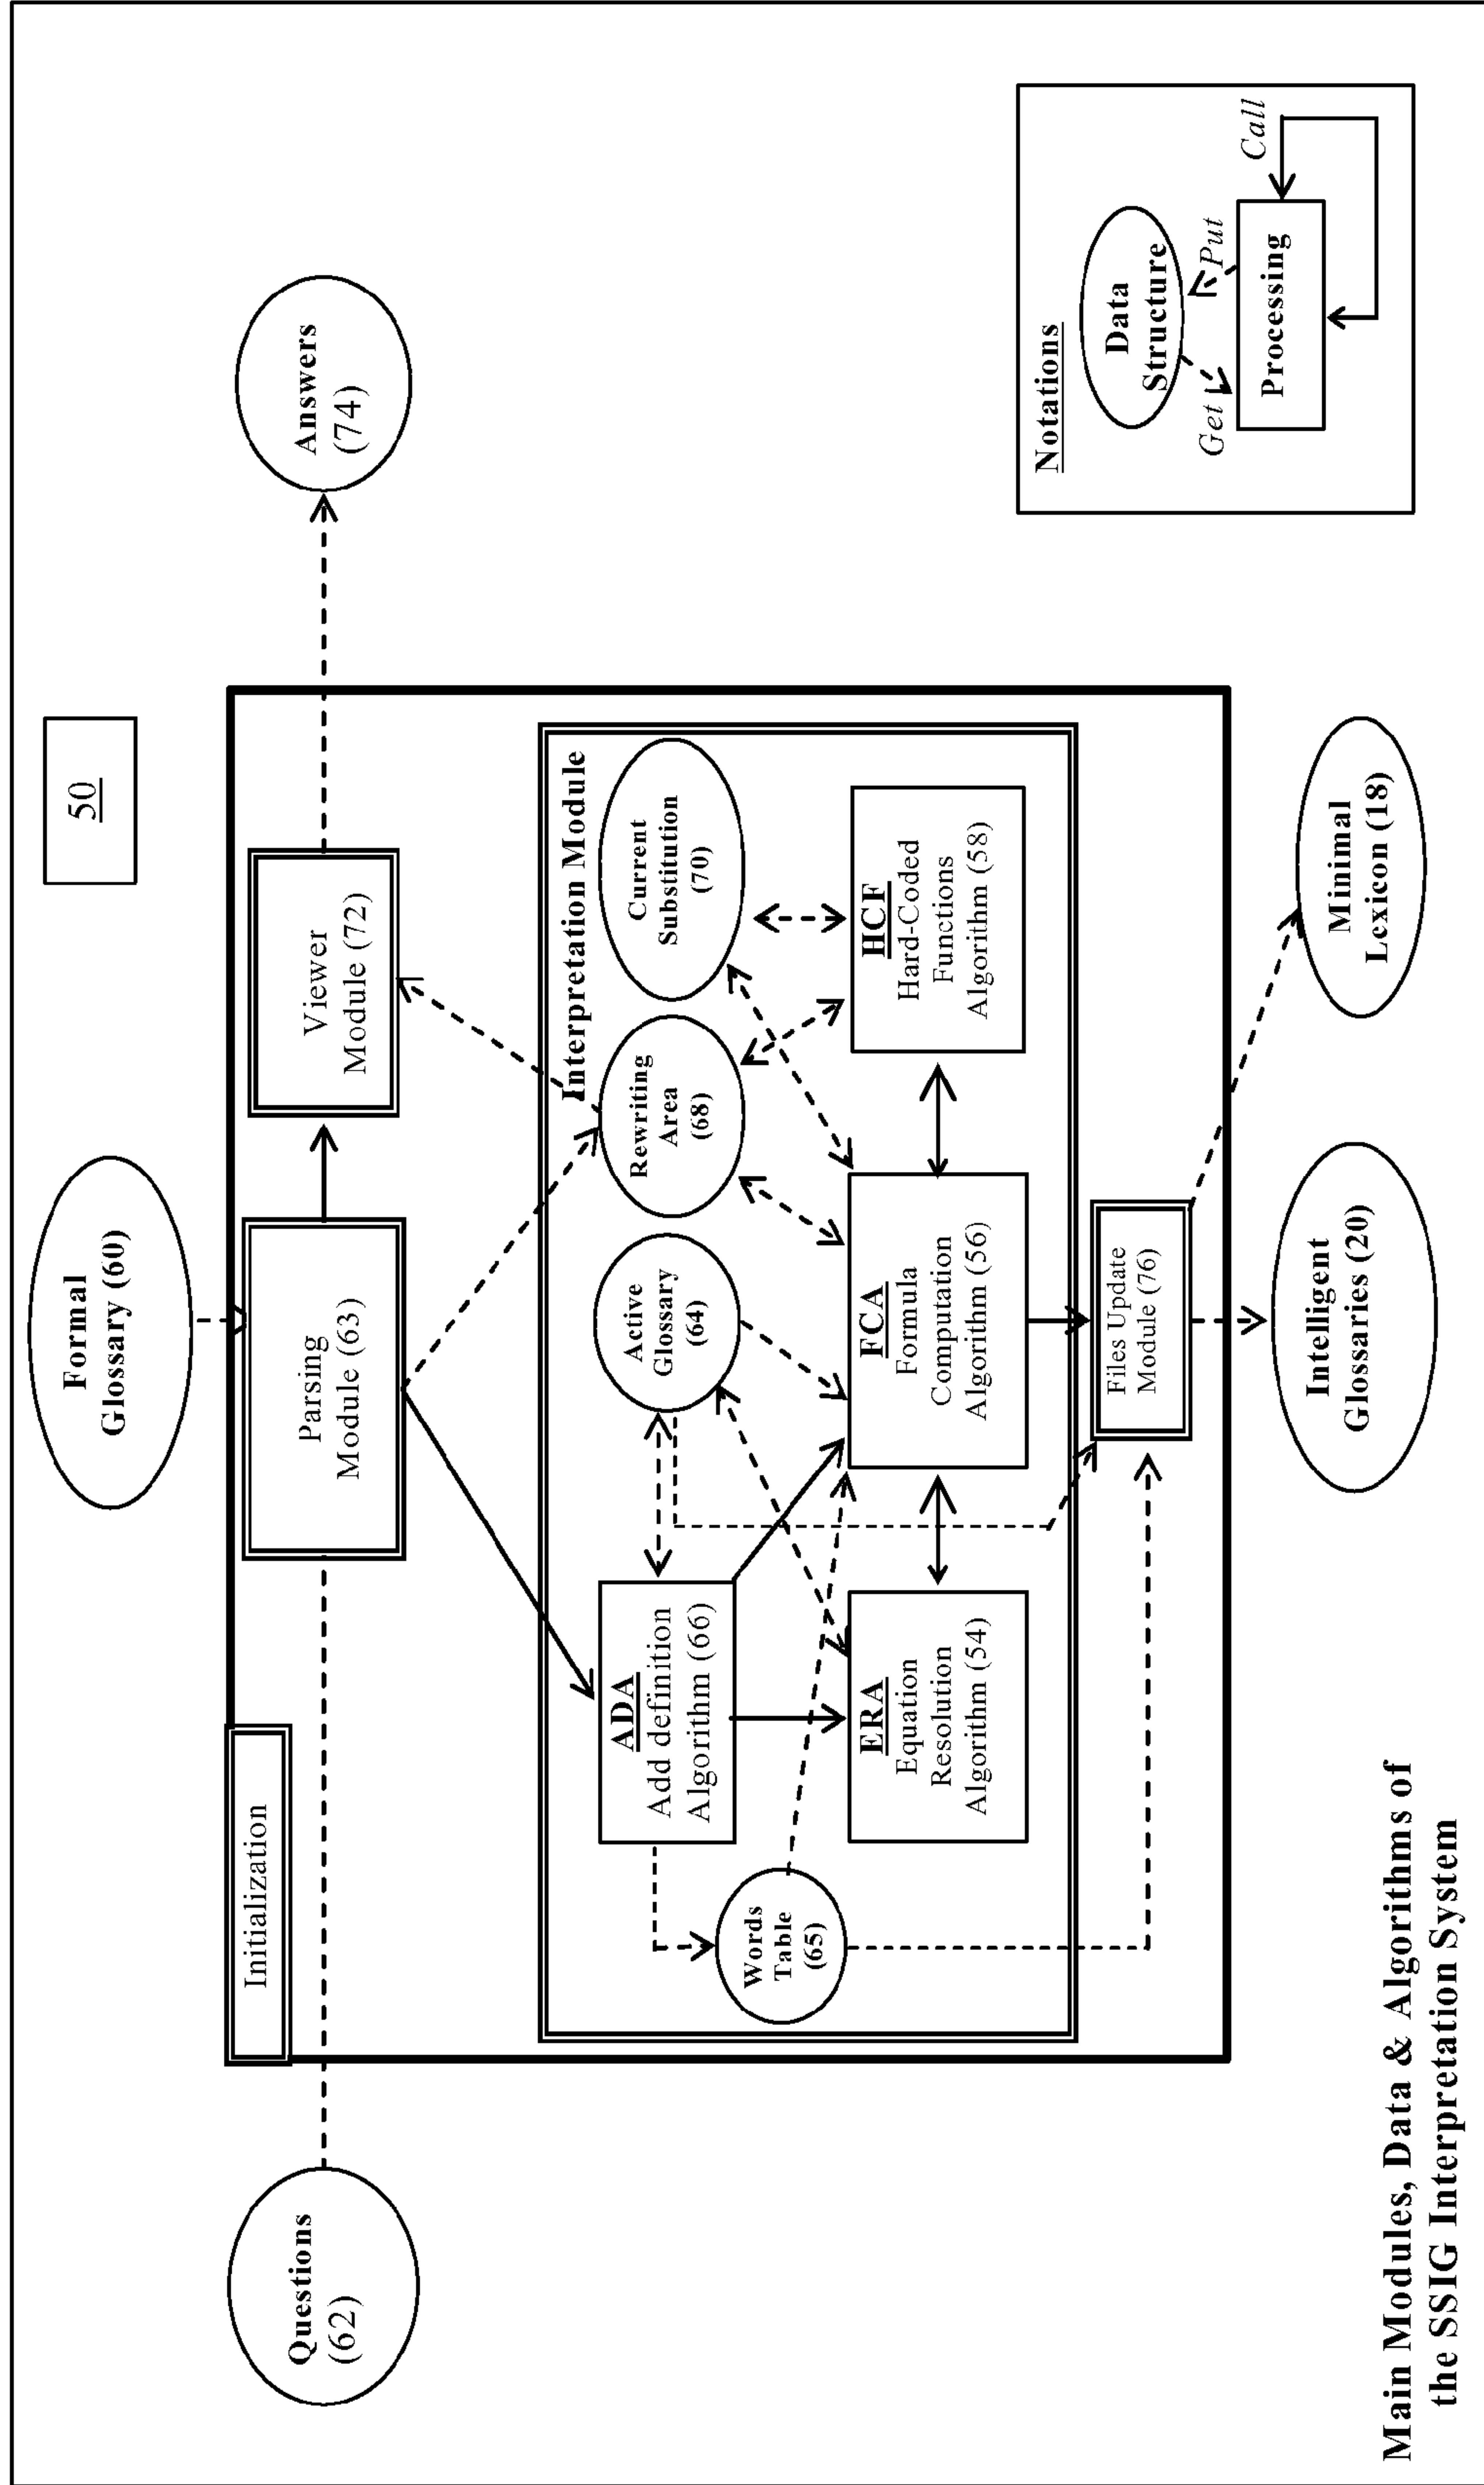 50
Formal
Glossary (60)
Initialization
Questions
(62)
Parsing
Module (63)
Viewer
Module (72)
Answers
(74)
Interpretation Module
ADA
Add definition
Algorithm (66)
Active
Glossary
(64)
Rewriting
Area
(68)
Current
Substitution
(70)
Words
Table
(65)
ERA
Equation
Resolution
Algorithm (54)
FCA
Formula
Computation
Algorithm (56)
HCF
Hard-Coded
Functions
Algorithm (58)
Files Update
Module (76)
Intelligent
Glossaries (20)
Minimal
Lexicon (18)
Notations
Data
Structure
Get
Put
Call
Processing
Main Modules, Data & Algorithms of
the SSIG Interpretation System